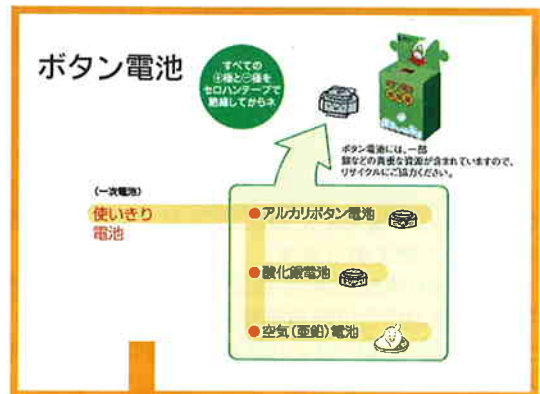 ボタン電池
すべての
⊕極と⊖極を
セロハンテープで
絶縁してからネ
ボタン電池には、一部
銀などの貴重な資源が含まれていますので、
リサイクルにご協力ください。
(一次電池)
使いきり
電池
●アルカリボタン電池
●酸化銀電池
●空気(亜鉛)電池